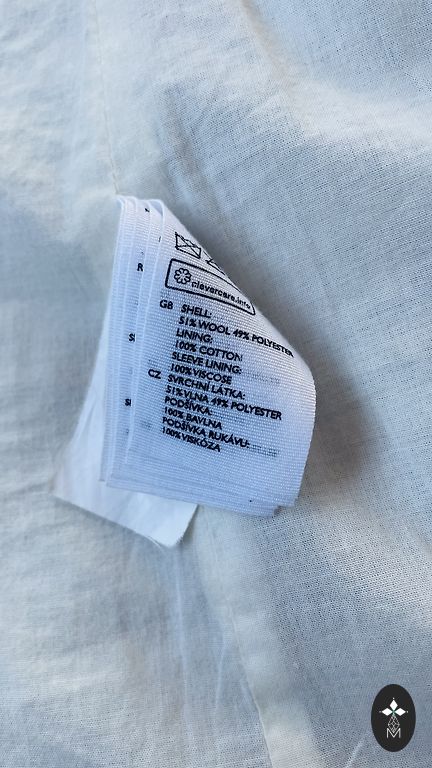 clevercare.info
GB SHELL:
51% WOOL 49% POLYESTER
LINING:
100% COTTON
SLEEVE LINING:
100% VISCOSE
CZ SVRCHNÍ LÁTKA:
51% VLNA 49% POLYESTER
PODŠÍVKA:
100% BAVLNA
PODŠÍVKA RUKÁVU:
100% VISKÓZA